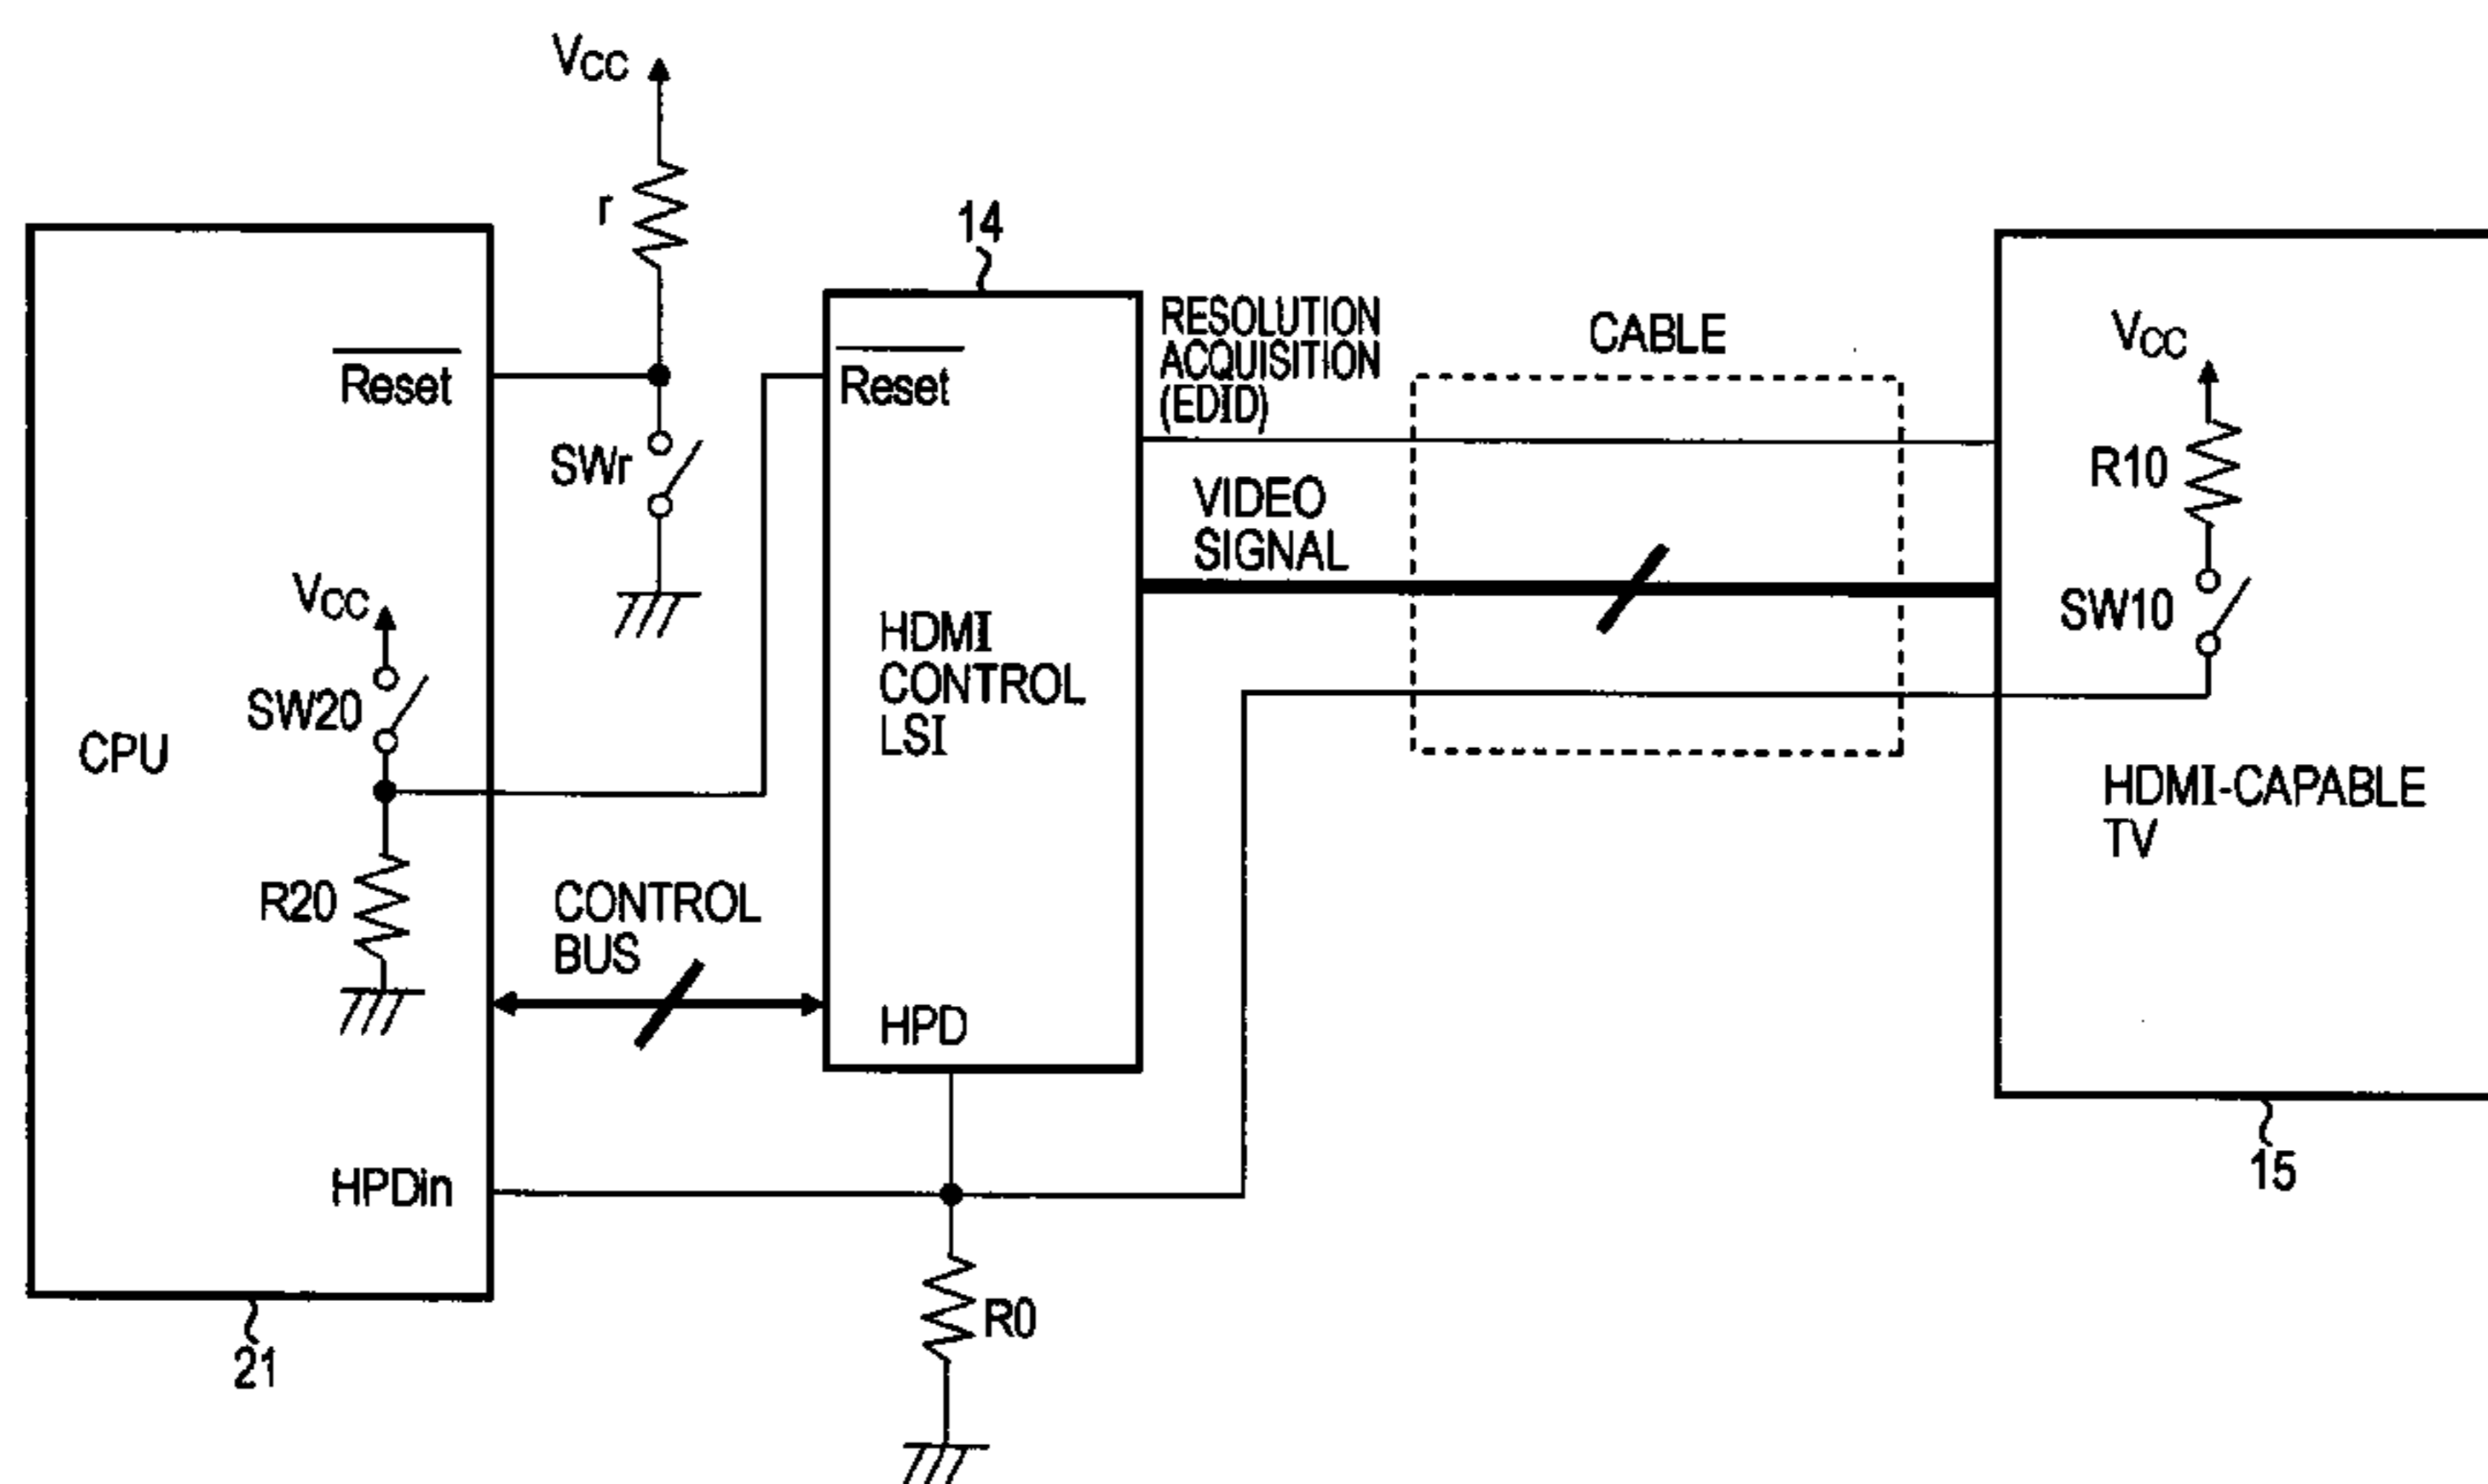 VCC
r
14
RESOLUTION
ACQUISITION
(EDID)
CABLE
VCC
Reset
Reset
SWr
R10
VIDEO
SIGNAL
VCC
SW20
HDMI
CONTROL
LSI
SW10
CPU
HDMI-CAPABLE
TV
R20
CONTROL
BUS
HPD
HPDin
15
R0
21